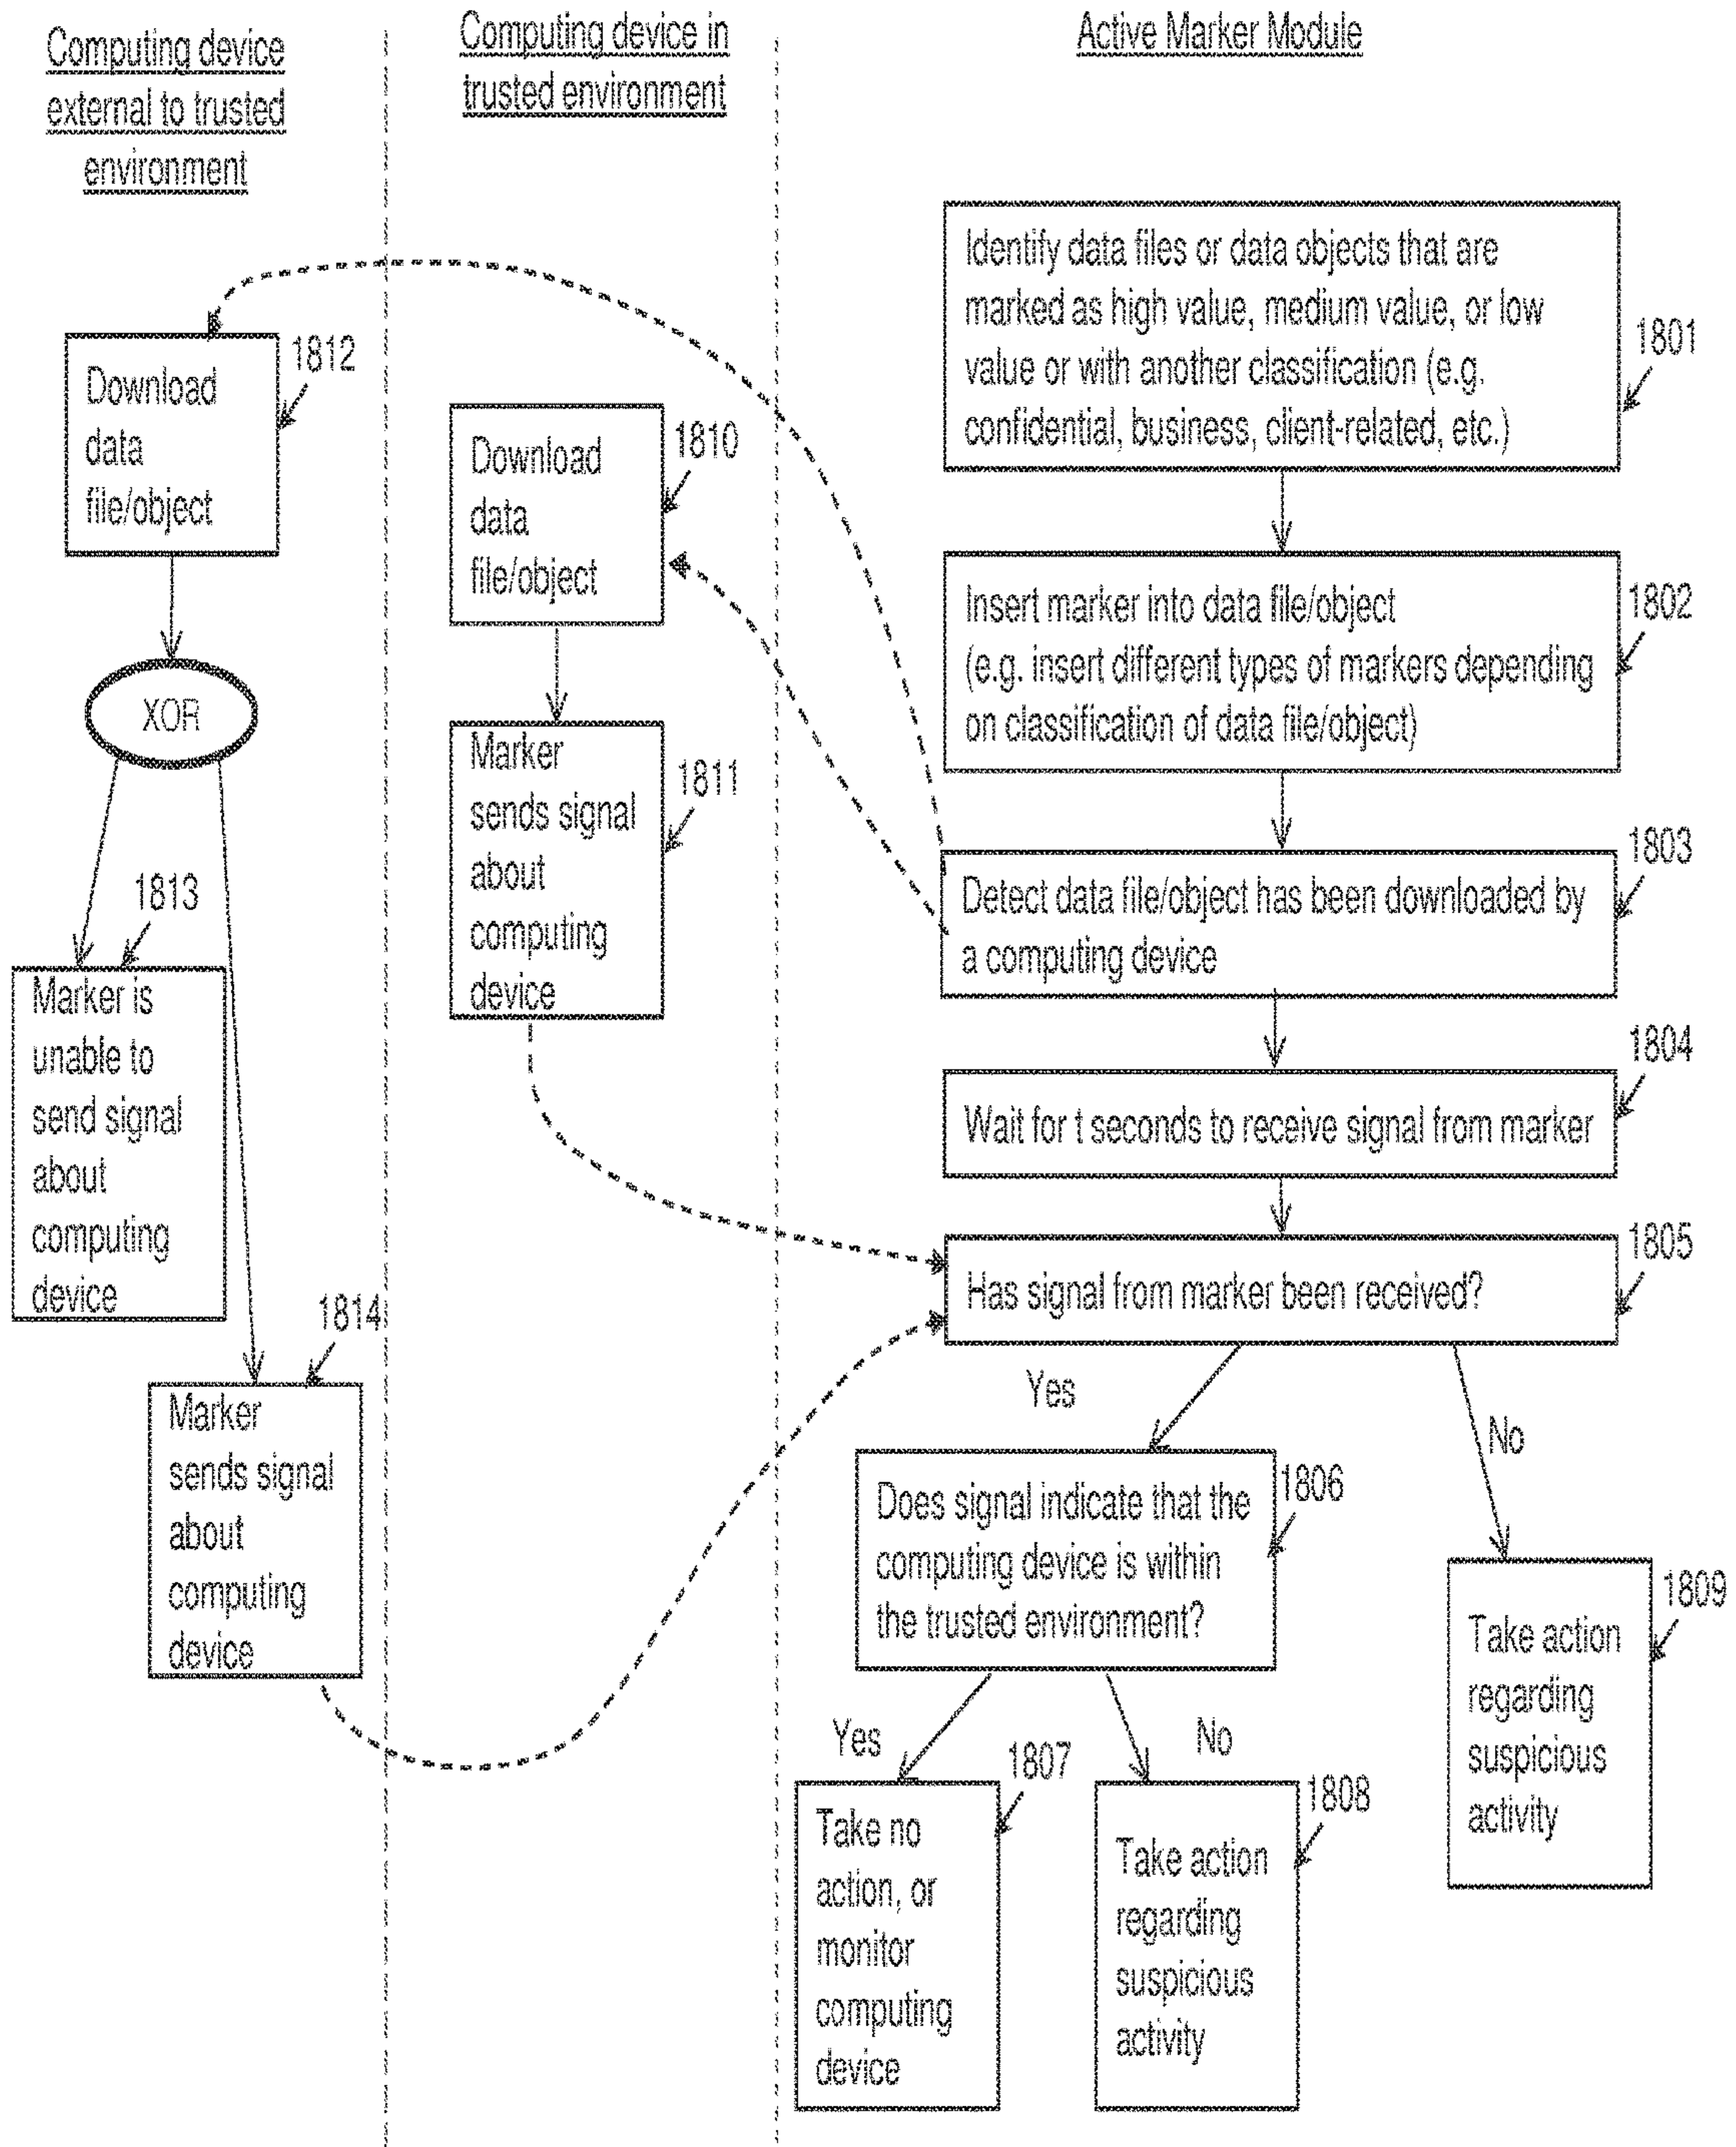 Computing device
external to trusted
environment
Computing device in
trusted environment
Active Marker Module
Identify data files or data objects that are
marked as high value, medium value, or low
value or with another classification (e.g.
confidential, business, client-related, etc.)
1801
Insert marker into data file/object
(e.g. insert different types of markers depending
on classification of data file/object)
1802
Detect data file/object has been downloaded by
a computing device
1803
Wait for t seconds to receive signal from marker
1804
Has signal from marker been received?
1805
Yes
No
Does signal indicate that the
computing device is within
the trusted environment?
1806
Yes
No
Take no
action, or
monitor
computing
device
1807
Take action
regarding
suspicious
activity
1808
Take action
regarding
suspicious
activity
1809
Download
data
file/object
1810
Marker
sends signal
about
computing
device
1811
Download
data
file/object
1812
XOR
Marker is
unable to
send signal
about
computing
device
1813
Marker
sends signal
about
computing
device
1814